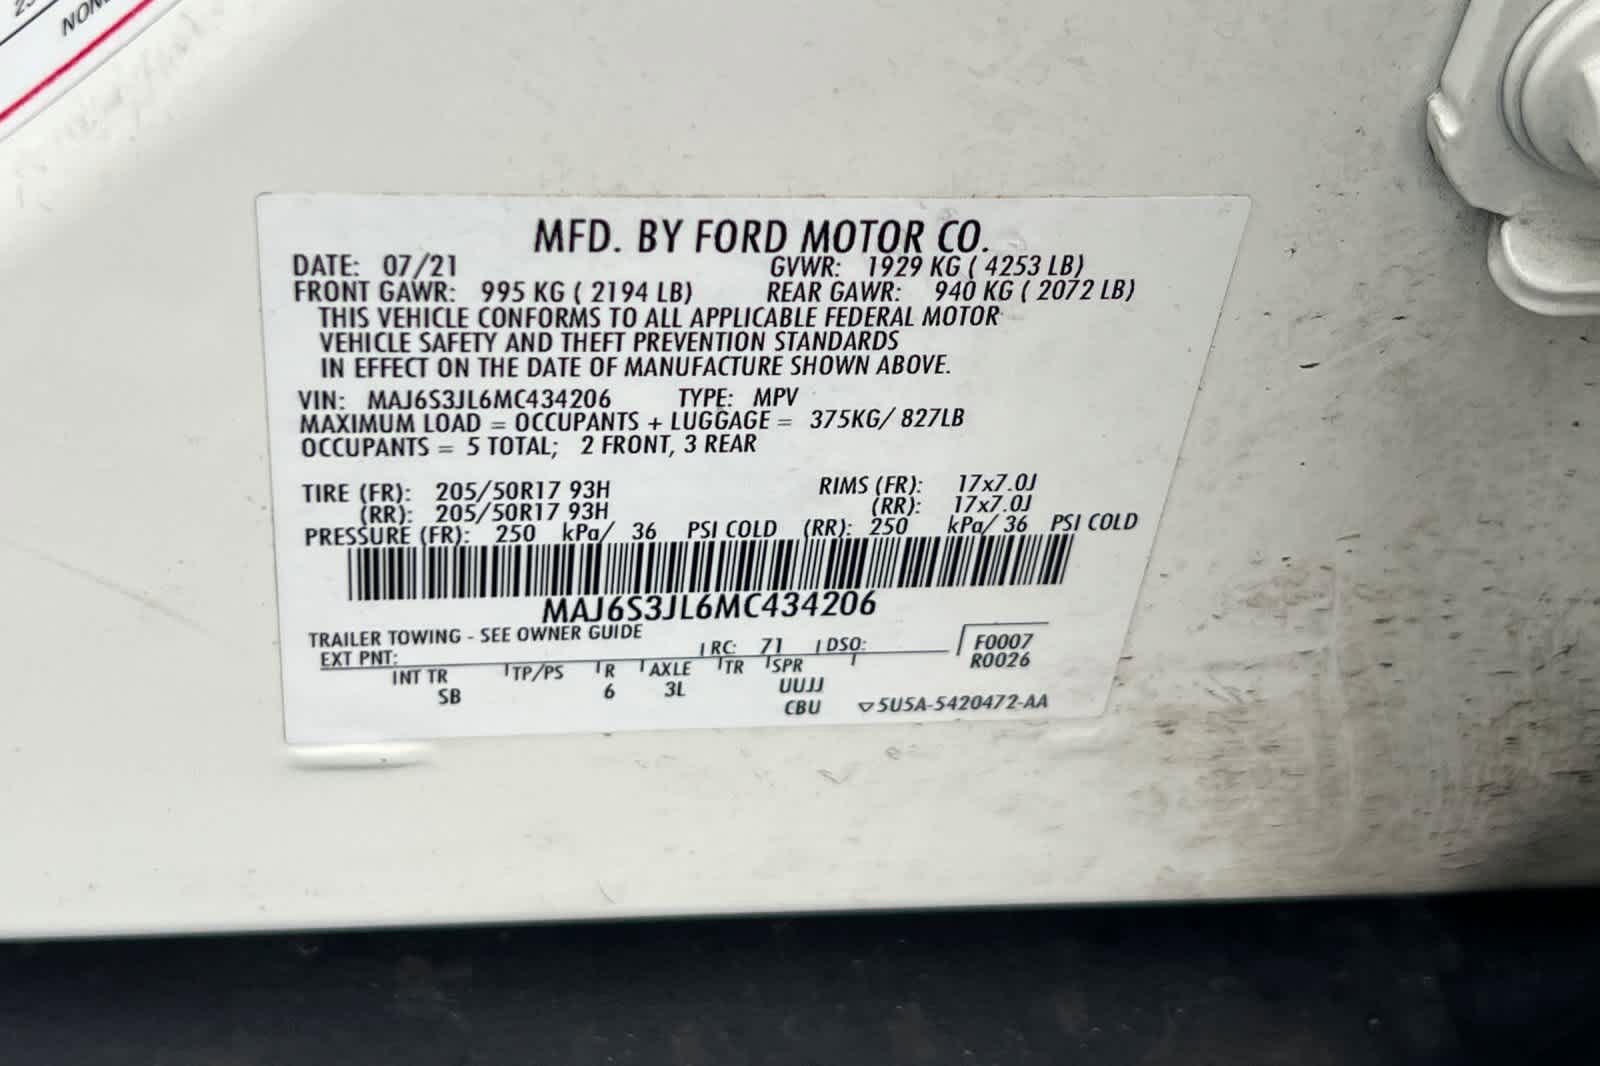 NON
MFD. BY FORD MOTOR CO.
DATE: 07/21 GVWR: 1929 KG ( 4253 LB)
FRONT GAWR: 995 KG ( 2194 LB) REAR GAWR: 940 KG ( 2072 LB)
THIS VEHICLE CONFORMS TO ALL APPLICABLE FEDERAL MOTOR
VEHICLE SAFETY AND THEFT PREVENTION STANDARDS
IN EFFECT ON THE DATE OF MANUFACTURE SHOWN ABOVE.
VIN: MAJ6S3JL6MC434206 TYPE: MPV
MAXIMUM LOAD = OCCUPANTS + LUGGAGE = 375KG/ 827LB
OCCUPANTS = 5 TOTAL; 2 FRONT, 3 REAR
TIRE (FR): 205/50R17 93H RIMS (FR): 17x7.0J
(RR): 205/50R17 93H (RR): 17x7.0J
PRESSURE (FR): 250 kPa/ 36 PSI COLD (RR): 250 kPa/ 36 PSI COLD
MAJ6S3JL6MC434206
TRAILER TOWING - SEE OWNER GUIDE
EXT PNT: RC: 71 DSO: F0007
R0026
INT TR TP/PS R AXLE TR SPR
SB 6 3L UUJJ
CBU ▽5U5A-5420472-AA